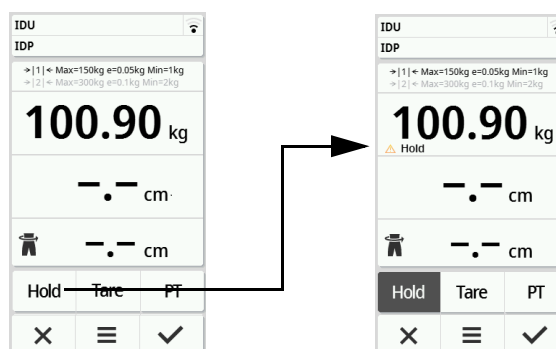 IDU
IDP
→|1|← Max=150kg e=0.05kg Min=1kg
→|2|← Max=300kg e=0.1kg Min=2kg
100.90 kg
-.- cm
-.- cm
Hold Tare PT
IDU
IDP
→|1|← Max=150kg e=0.05kg Min=1kg
→|2|← Max=300kg e=0.1kg Min=2kg
100.90 kg
Hold
-.- cm
-.- cm
Hold Tare PT